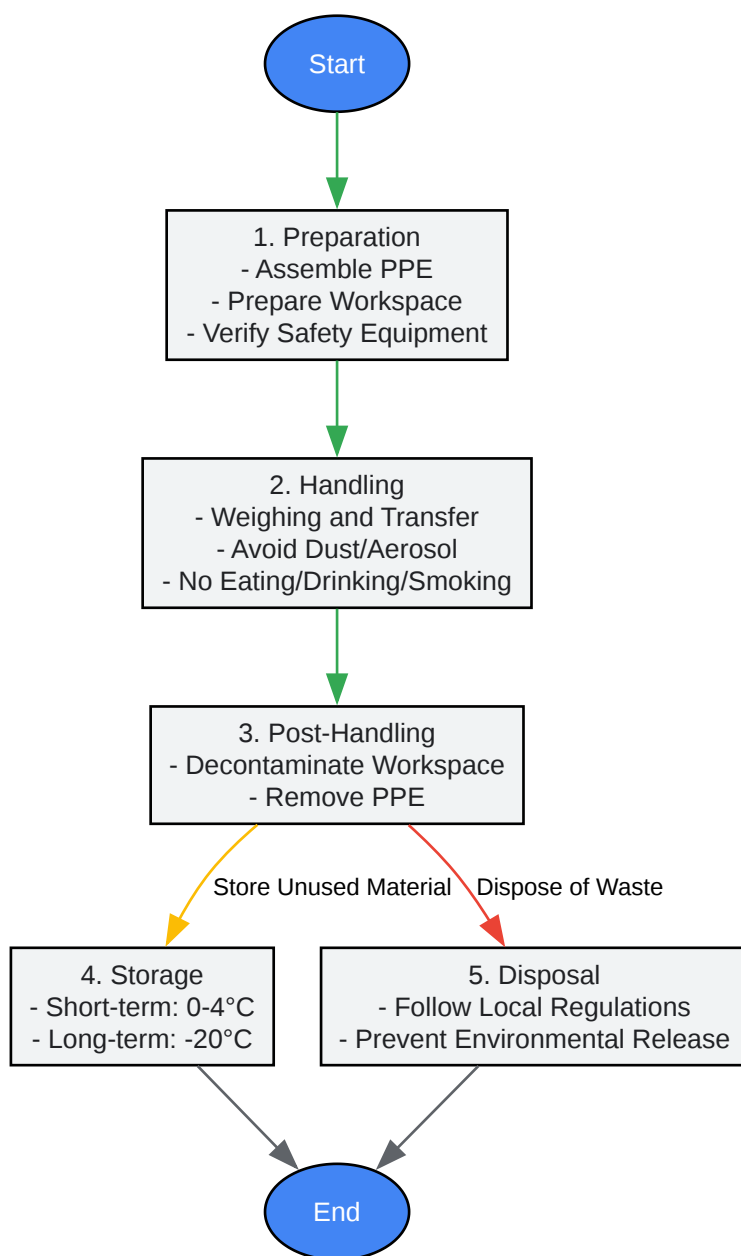 Start
1. Preparation
- Assemble PPE
- Prepare Workspace
- Verify Safety Equipment
2. Handling
- Weighing and Transfer
- Avoid Dust/Aerosol
- No Eating/Drinking/Smoking
3. Post-Handling
- Decontaminate Workspace
- Remove PPE
Store Unused Material
Dispose of Waste
4. Storage
- Short-term: 0-4°C
- Long-term: -20°C
5. Disposal
- Follow Local Regulations
- Prevent Environmental Release
End